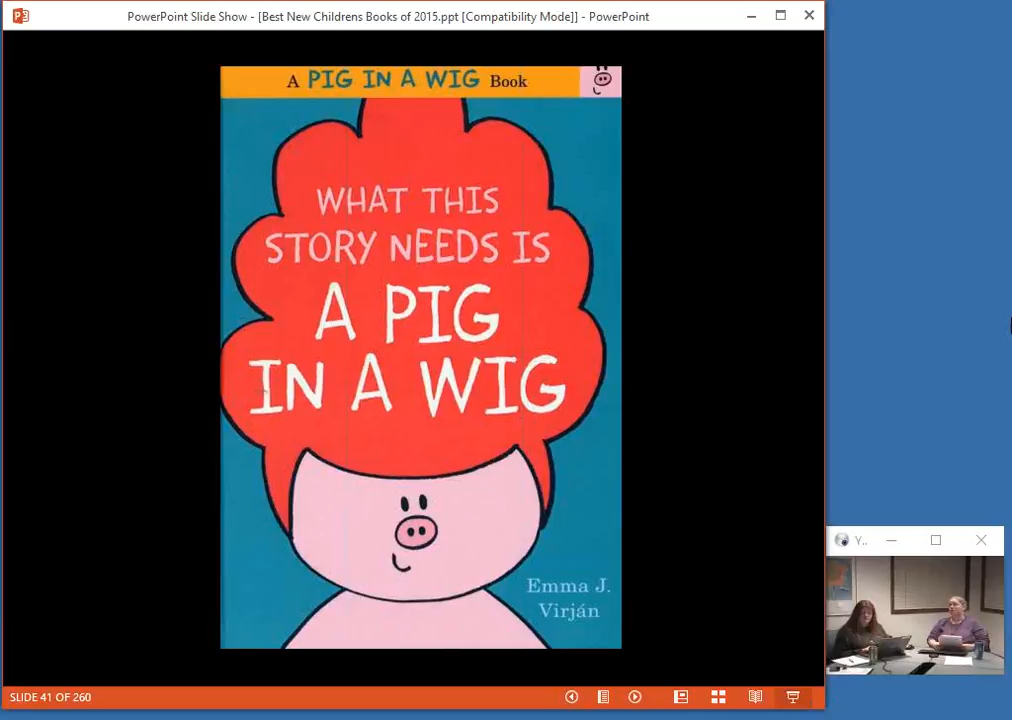 PowerPoint Slide Show - [Best New Childrens Books of 2015.ppt [Compatibility Mode]] - PowerPoint
A PIG IN A WIG Book
WHAT THIS
STORY NEEDS IS
A PIG
IN A WIG
Emma J.
Virján
Y..
SLIDE 41 OF 260